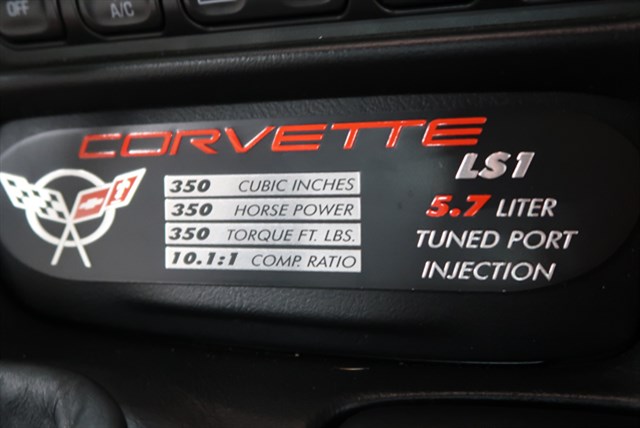 OFF A/C
CORVETTE
LS1
350 CUBIC INCHES
350 HORSE POWER
350 TORQUE FT. LBS.
10.1:1 COMP. RATIO
5.7 LITER
TUNED PORT
INJECTION